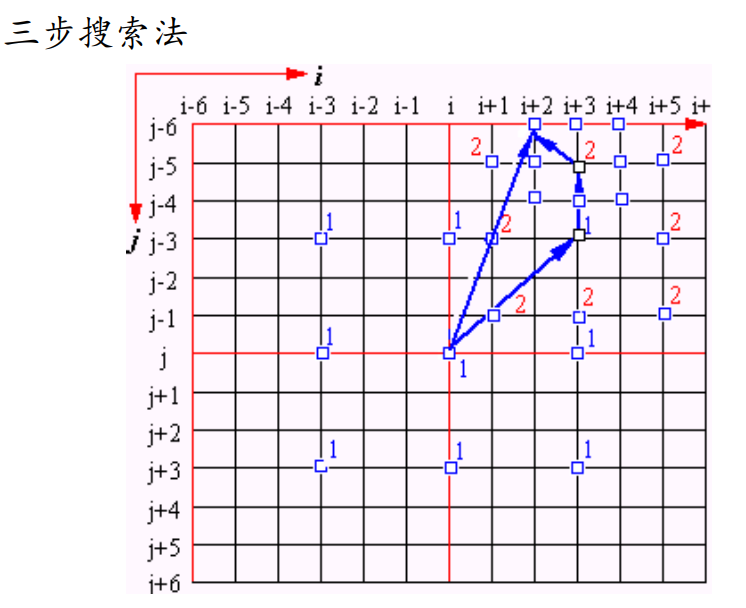 三步搜索法
i
i-6 i-5 i-4 i-3 i-2 i-1 i i+1 i+2 i+3 i+4 i+5 i+
j-6
2 2 2
j-5
j-4
1 1 2 1 2
j j-3
j-2
2 2 2
j-1
1 1
j
1
j+1
j+2
1 1 1
j+3
j+4
j+5
j+6